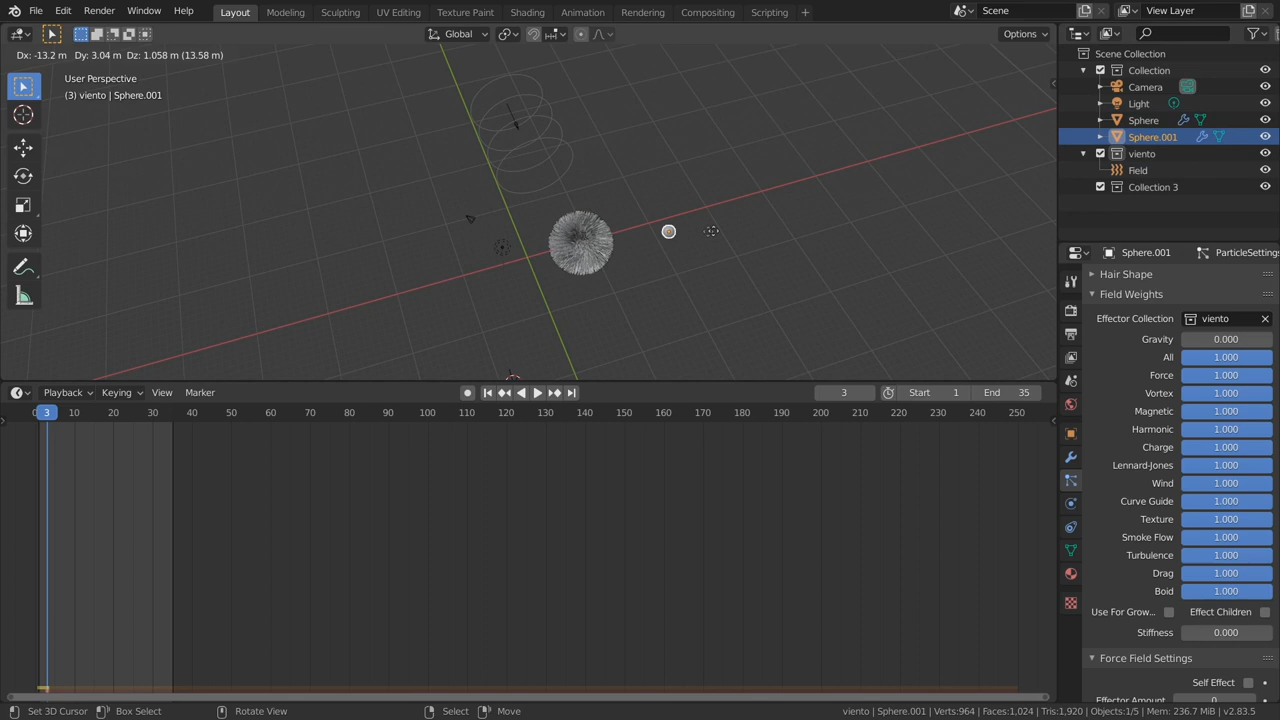 File Edit Render Window Help Layout Modeling Sculpting UV Editing Texture Paint Shading Animation Rendering Compositing Scripting + Scene View Layer
Global Options
Dx: -13.2 m Dy: 3.04 m Dz: 1.058 m (13.58 m)
User Perspective
(3) viento | Sphere.001
Scene Collection
Collection
Camera
Light
Sphere
Sphere.001
viento
Field
Collection 3
Sphere.001 ParticleSettings
Hair Shape
Field Weights
Effector Collection viento
Gravity 0.000
All 1.000
Force 1.000
Vortex 1.000
Magnetic 1.000
Harmonic 1.000
Charge 1.000
Lennard-Jones 1.000
Wind 1.000
Curve Guide 1.000
Texture 1.000
Smoke Flow 1.000
Turbulence 1.000
Drag 1.000
Boid 1.000
Use For Grow... Effect Children
Stiffness 0.000
Force Field Settings
Self Effect
Effector Amount 0
Playback Keying View Marker 3 Start 1 End 35
0 3 10 20 30 40 50 60 70 80 90 100 110 120 130 140 150 160 170 180 190 200 210 220 230 240 250
Set 3D Cursor Box Select Rotate View Select Move viento | Sphere.001 | Verts:964 | Faces:1,024 | Tris:1,920 | Objects:1/5 | Mem: 236.7 MiB | v2.83.5